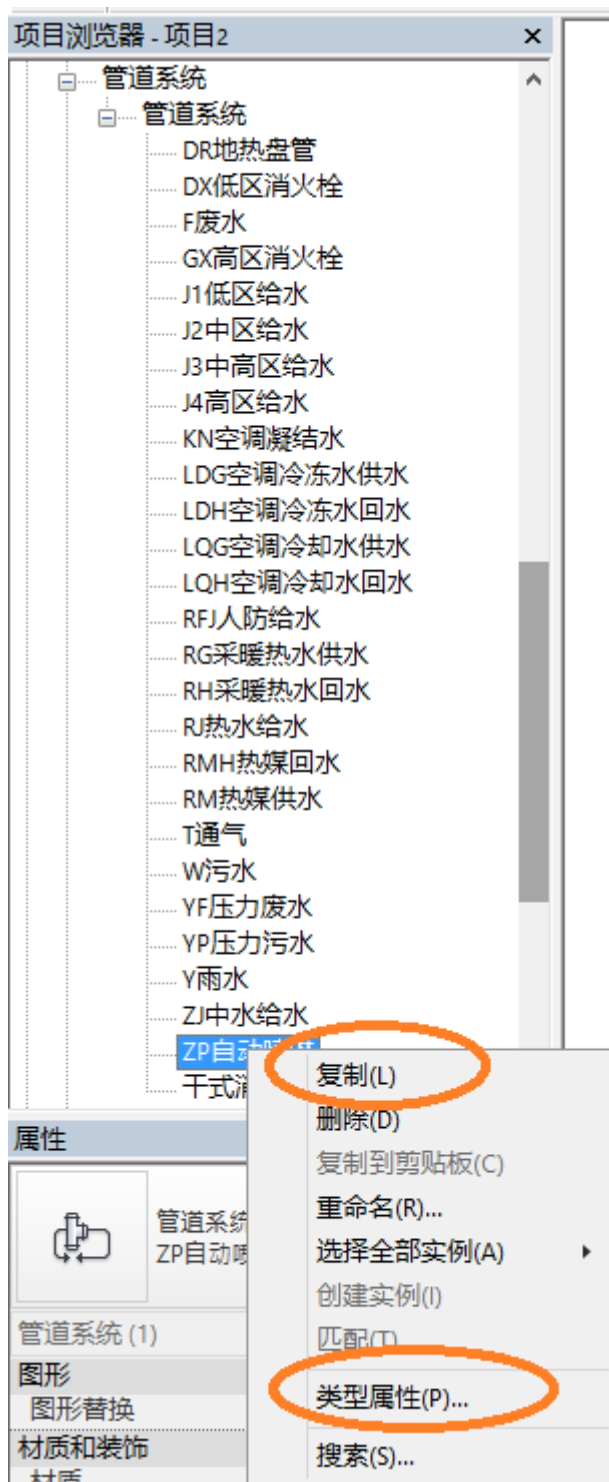 项目浏览器 - 项目2
管道系统
管道系统
DR地热盘管
DX低区消火栓
F废水
GX高区消火栓
J1低区给水
J2中区给水
J3中高区给水
J4高区给水
KN空调凝结水
LDG空调冷冻水供水
LDH空调冷冻水回水
LQG空调冷却水供水
LQH空调冷却水回水
RFJ人防给水
RG采暖热水供水
RH采暖热水回水
RJ热水给水
RMH热媒回水
RM热媒供水
T通气
W污水
YF压力废水
YP压力污水
Y雨水
ZJ中水给水
ZP自动
干式
复制(L)
删除(D)
复制到剪贴板(C)
重命名(R)...
选择全部实例(A)
创建实例(I)
匹配(T)
类型属性(P)...
搜索(S)...
属性
管道系统
ZP自动喷
管道系统 (1)
图形
图形替换
材质和装饰
材质